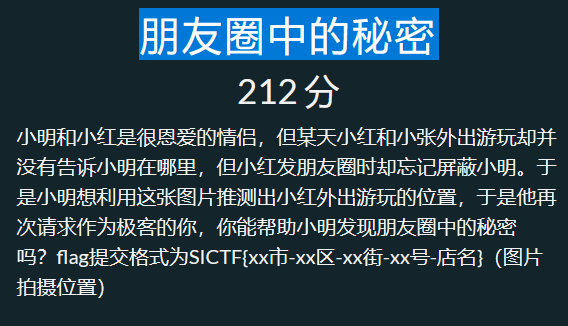 朋友圈中的秘密
212 分
小明和小红是很恩爱的情侣，但某天小红和小张外出游玩却并
没有告诉小明在哪里，但小红发朋友圈时却忘记屏蔽小明。于
是小明想利用这张图片推测出小红外出游玩的位置，于是他再
次请求作为极客的你，你能帮助小明发现朋友圈中的秘密
吗？flag提交格式为SICTF{xx市-xx区-xx街-xx号-店名}（图片
拍摄位置）